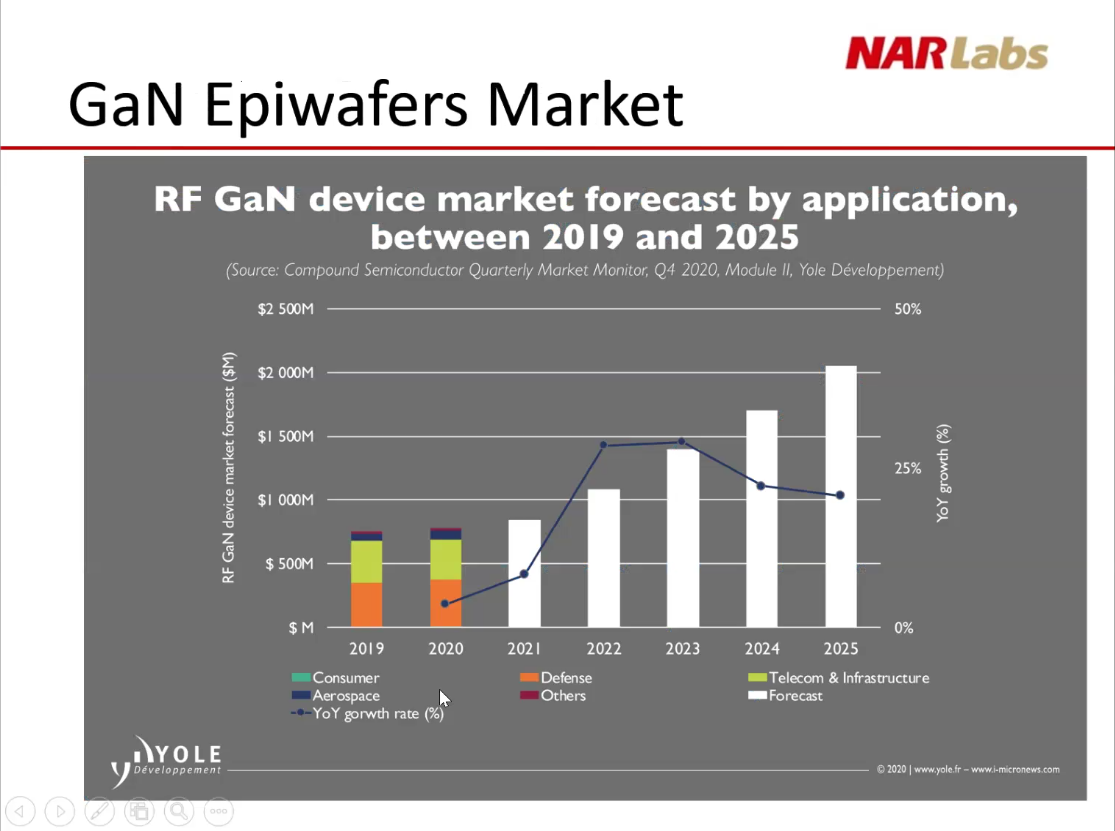 NARLabs
GaN Epiwafers Market
RF GaN device market forecast by application,
between 2019 and 2025
(Source: Compound Semiconductor Quarterly Market Monitor, Q4 2020, Module II, Yole Développement)
$2 500M
50%
$2 000M
$1 500M
25%
$1 000M
$ 500M
$ M
0%
RF GaN device market forecast ($M)
YoY growth (%)
2019 2020 2021 2022 2023 2024 2025
Consumer Defense Telecom & Infrastructure
Aerospace Others Forecast
YoY gorwth rate (%)
YOLE
Développement
© 2020 | www.yole.fr – www.i-micronews.com